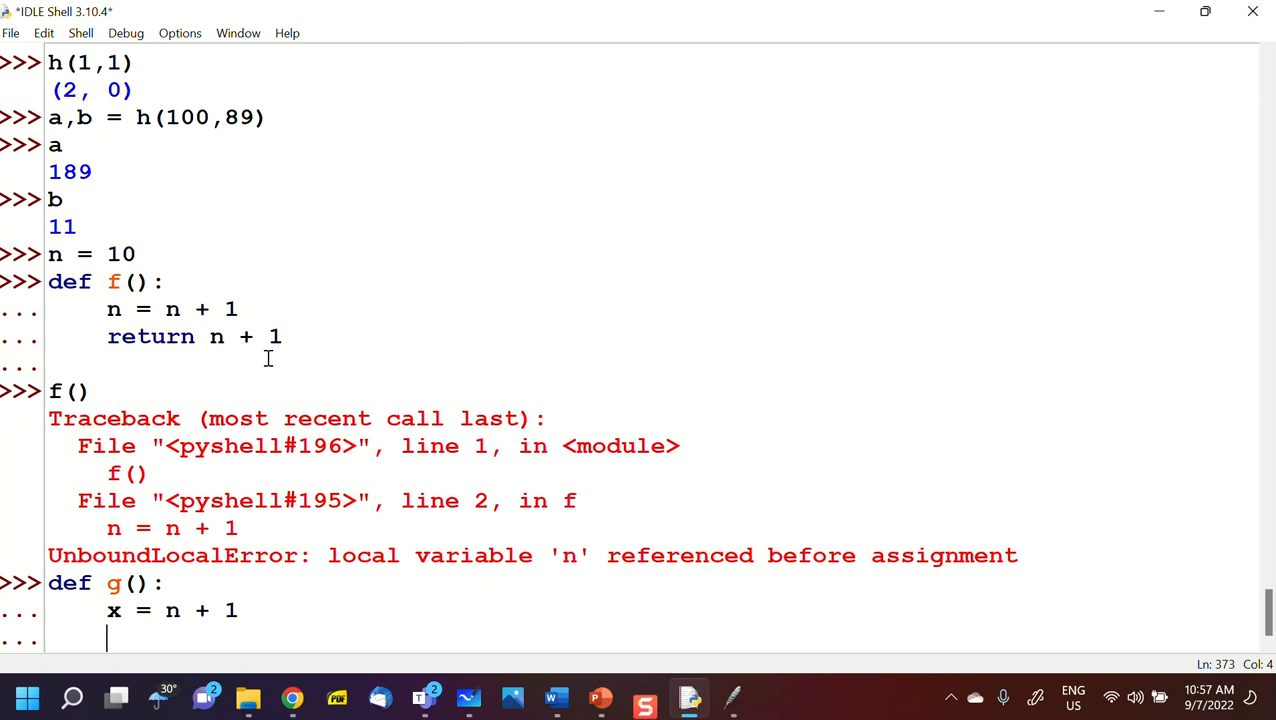 *IDLE Shell 3.10.4*
File Edit Shell Debug Options Window Help
>>> h(1,1)
(2, 0)
>>> a,b = h(100,89)
>>> a
189
>>> b
11
>>> n = 10
>>> def f():
...     n = n + 1
...     return n + 1
...
>>> f()
Traceback (most recent call last):
  File "<pyshell#196>", line 1, in <module>
    f()
  File "<pyshell#195>", line 2, in f
    n = n + 1
UnboundLocalError: local variable 'n' referenced before assignment
>>> def g():
...     x = n + 1
...
Ln: 373 Col: 4
30° 2 PDF 2 W P S ENG 10:57 AM
US 9/7/2022